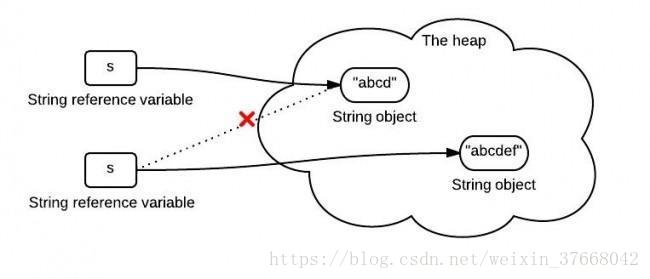 The heap
s
"abcd"
String reference variable
String object
s
"abcdef"
String reference variable
String object
https://blog.csdn.net/weixin_37668042